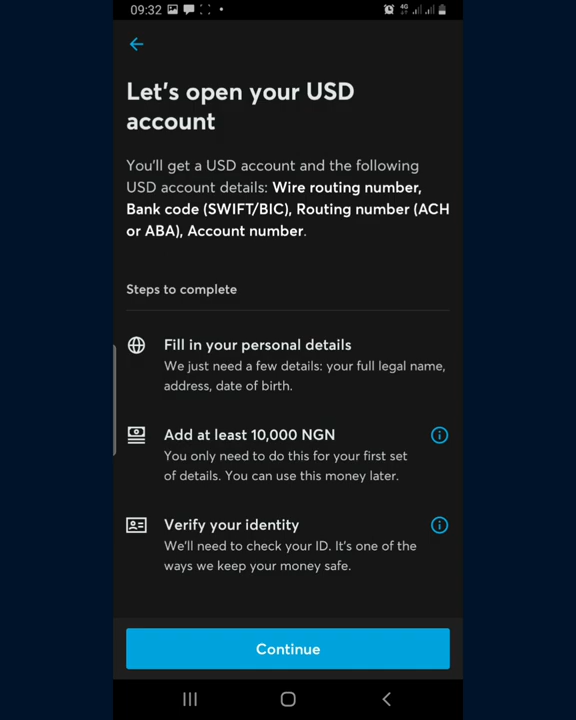 09:32
4G
Let's open your USD
account
You'll get a USD account and the following
USD account details: Wire routing number,
Bank code (SWIFT/BIC), Routing number (ACH
or ABA), Account number.
Steps to complete
Fill in your personal details
We just need a few details: your full legal name,
address, date of birth.
Add at least 10,000 NGN
You only need to do this for your first set
of details. You can use this money later.
Verify your identity
We'll need to check your ID. It's one of the
ways we keep your money safe.
Continue